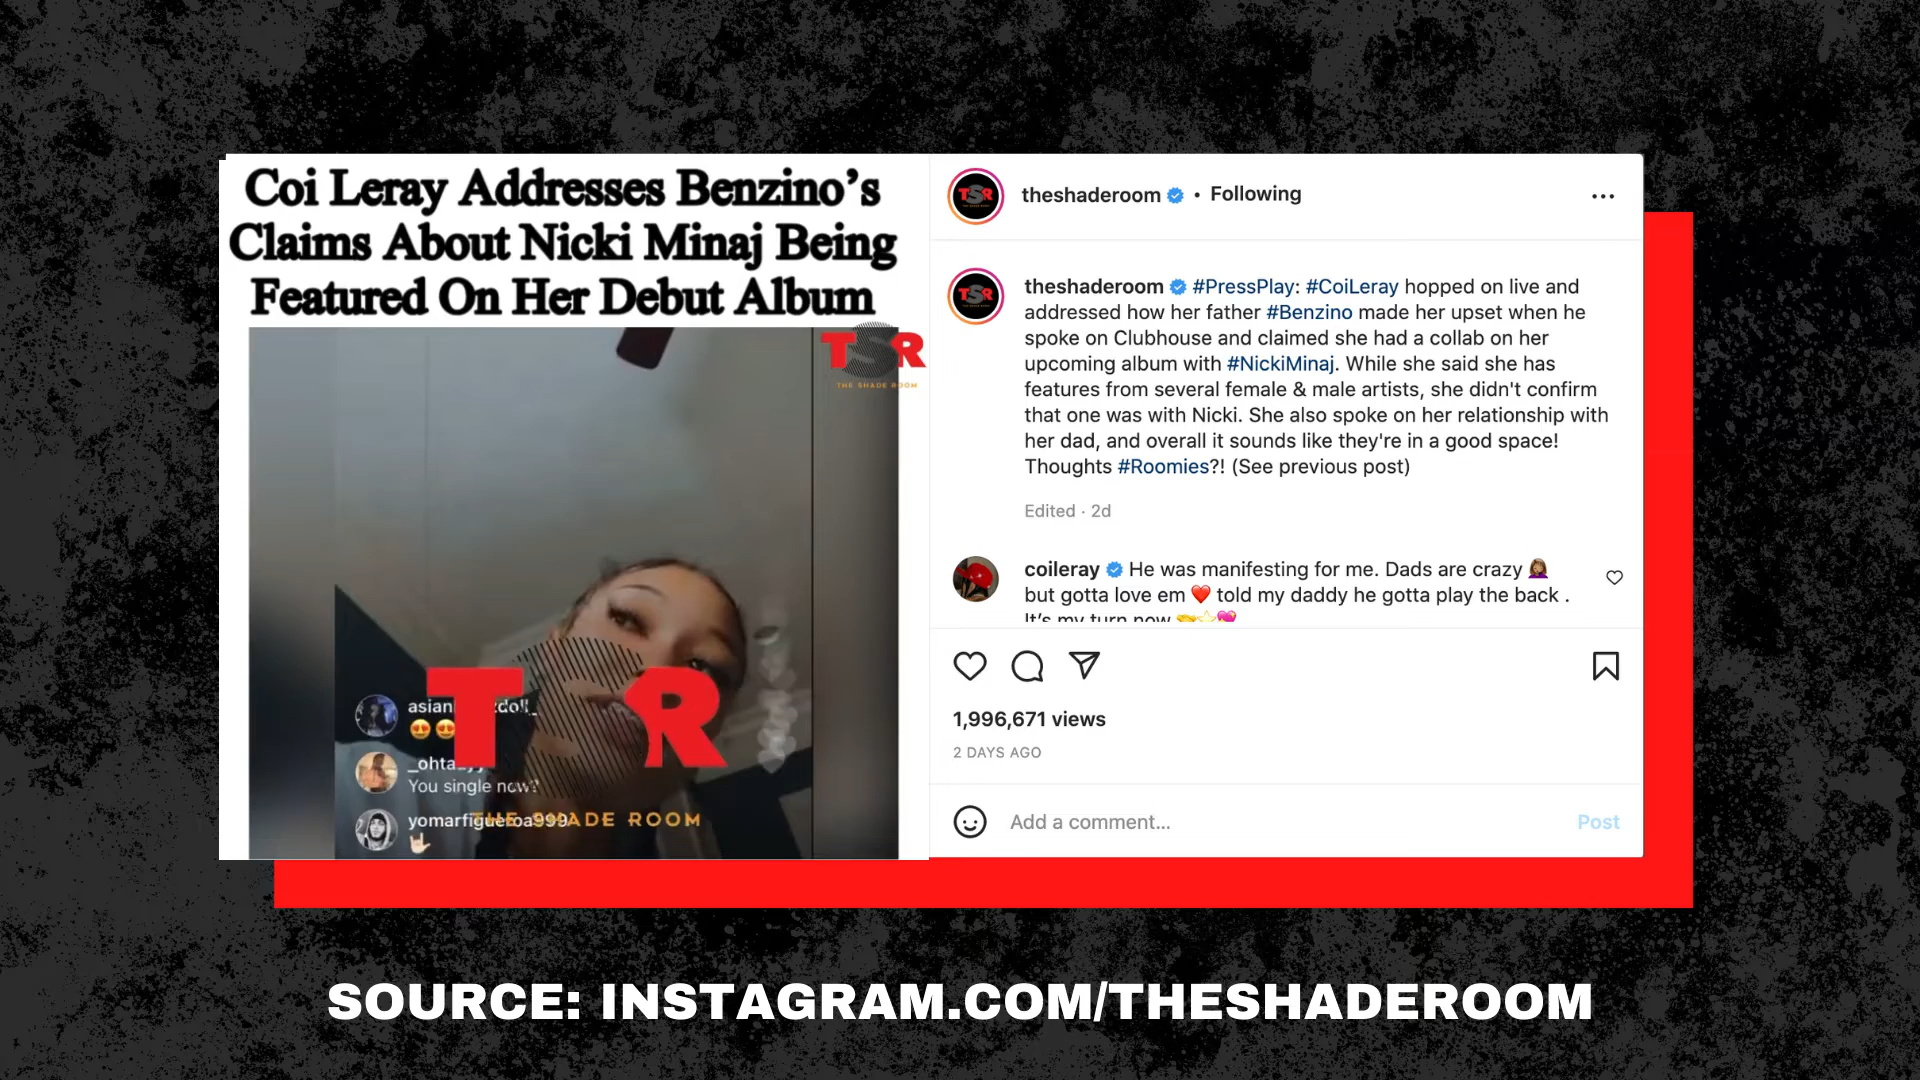 Coi Leray Addresses Benzino's
Claims About Nicki Minaj Being
Featured On Her Debut Album
TSR
THE SHADE ROOM
You single now?
yomarfigueroa999
TSR
THE SHADE ROOM
theshaderoom • Following
theshaderoom #PressPlay: #CoiLeray hopped on live and
addressed how her father #Benzino made her upset when he
spoke on Clubhouse and claimed she had a collab on her
upcoming album with #NickiMinaj. While she said she has
features from several female & male artists, she didn't confirm
that one was with Nicki. She also spoke on her relationship with
her dad, and overall it sounds like they're in a good space!
Thoughts #Roomies?! (See previous post)
Edited · 2d
coileray He was manifesting for me. Dads are crazy 🤦🏽‍♀️
but gotta love em ❤️ told my daddy he gotta play the back .
It's my turn now 🤝⭐💘
1,996,671 views
2 DAYS AGO
Add a comment...
Post
SOURCE: INSTAGRAM.COM/THESHADEROOM